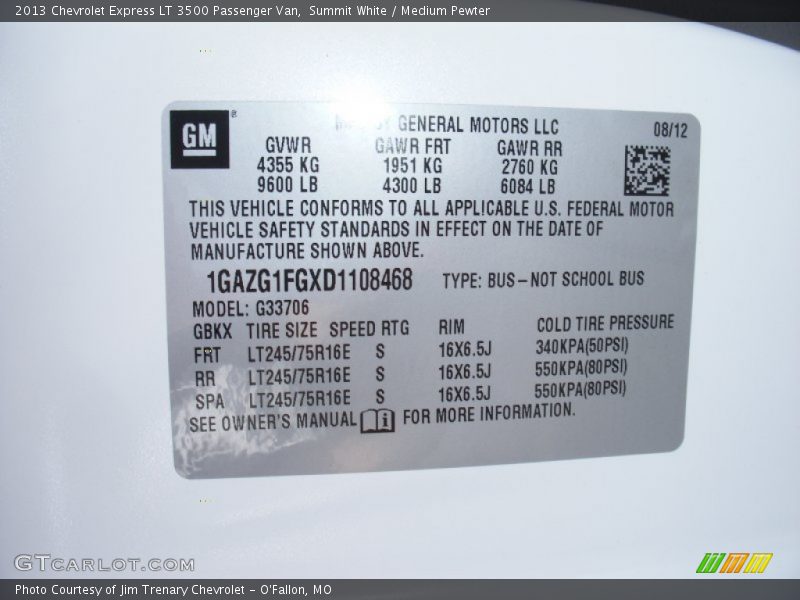 2013 Chevrolet Express LT 3500 Passenger Van, Summit White / Medium Pewter
GM ®
GENERAL MOTORS LLC 08/12
GVWR GAWR FRT GAWR RR
4355 KG 1951 KG 2760 KG
9600 LB 4300 LB 6084 LB
THIS VEHICLE CONFORMS TO ALL APPLICABLE U.S. FEDERAL MOTOR
VEHICLE SAFETY STANDARDS IN EFFECT ON THE DATE OF
MANUFACTURE SHOWN ABOVE.
1GAZG1FGXD1108468 TYPE: BUS-NOT SCHOOL BUS
MODEL: G33706
GBKX TIRE SIZE SPEED RTG RIM COLD TIRE PRESSURE
FRT LT245/75R16E S 16X6.5J 340KPA(50PSI)
RR LT245/75R16E S 16X6.5J 550KPA(80PSI)
SPA LT245/75R16E S 16X6.5J 550KPA(80PSI)
SEE OWNER'S MANUAL i FOR MORE INFORMATION.
GTCARLOT.COM
Photo Courtesy of Jim Trenary Chevrolet - O'Fallon, MO